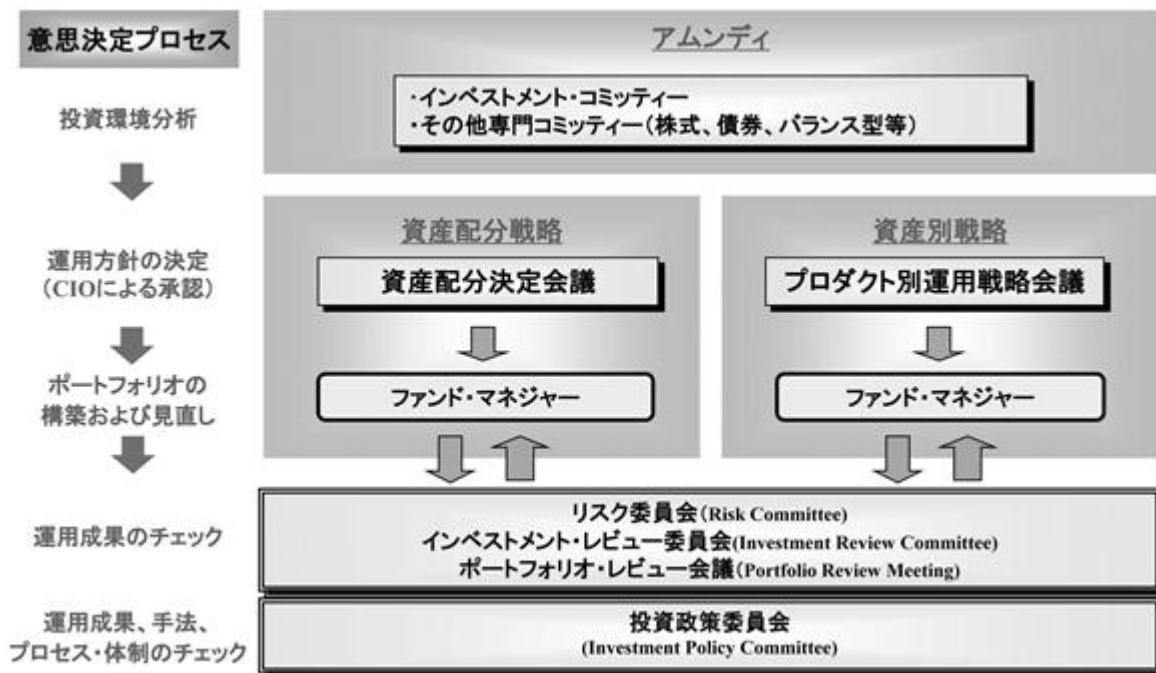 意思決定プロセス
アムンディ
投資環境分析
・インベストメント・コミッティー
・その他専門コミッティー(株式、債券、バランス型等)
運用方針の決定
(CIOによる承認)
資産配分戦略
資産配分決定会議
資産別戦略
プロダクト別運用戦略会議
ポートフォリオの
構築および見直し
ファンド・マネジャー
ファンド・マネジャー
運用成果のチェック
リスク委員会(Risk Committee)
インベストメント・レビュー委員会(Investment Review Committee)
ポートフォリオ・レビュー会議(Portfolio Review Meeting)
運用成果、手法、
プロセス・体制のチェック
投資政策委員会
(Investment Policy Committee)